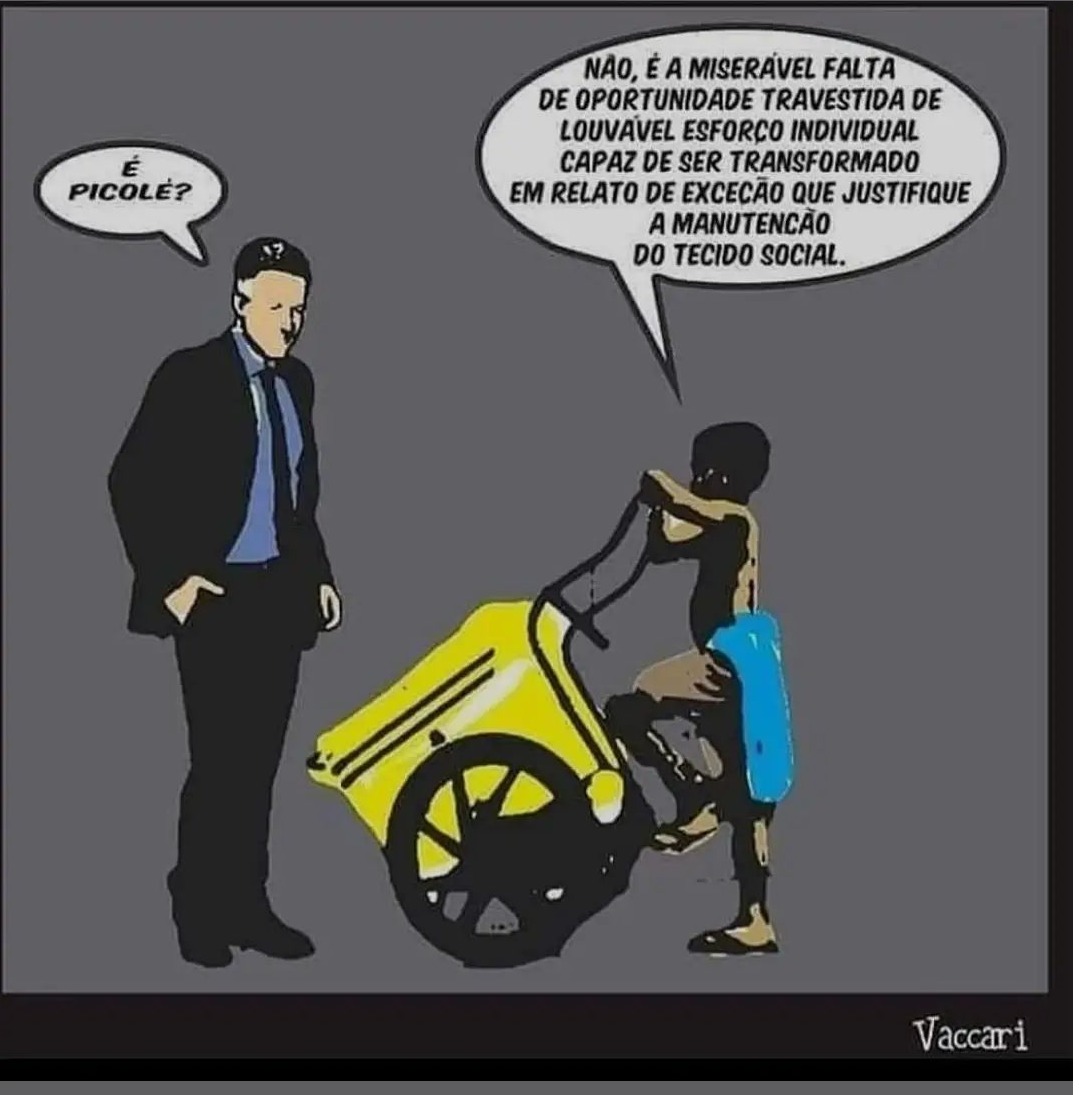 É
PICOLÉ?
NÃO, É A MISERÁVEL FALTA
DE OPORTUNIDADE TRAVESTIDA DE
LOUVÁVEL ESFORÇO INDIVIDUAL
CAPAZ DE SER TRANSFORMADO
EM RELATO DE EXCEÇÃO QUE JUSTIFIQUE
A MANUTENCÃO
DO TECIDO SOCIAL.
Vaccari